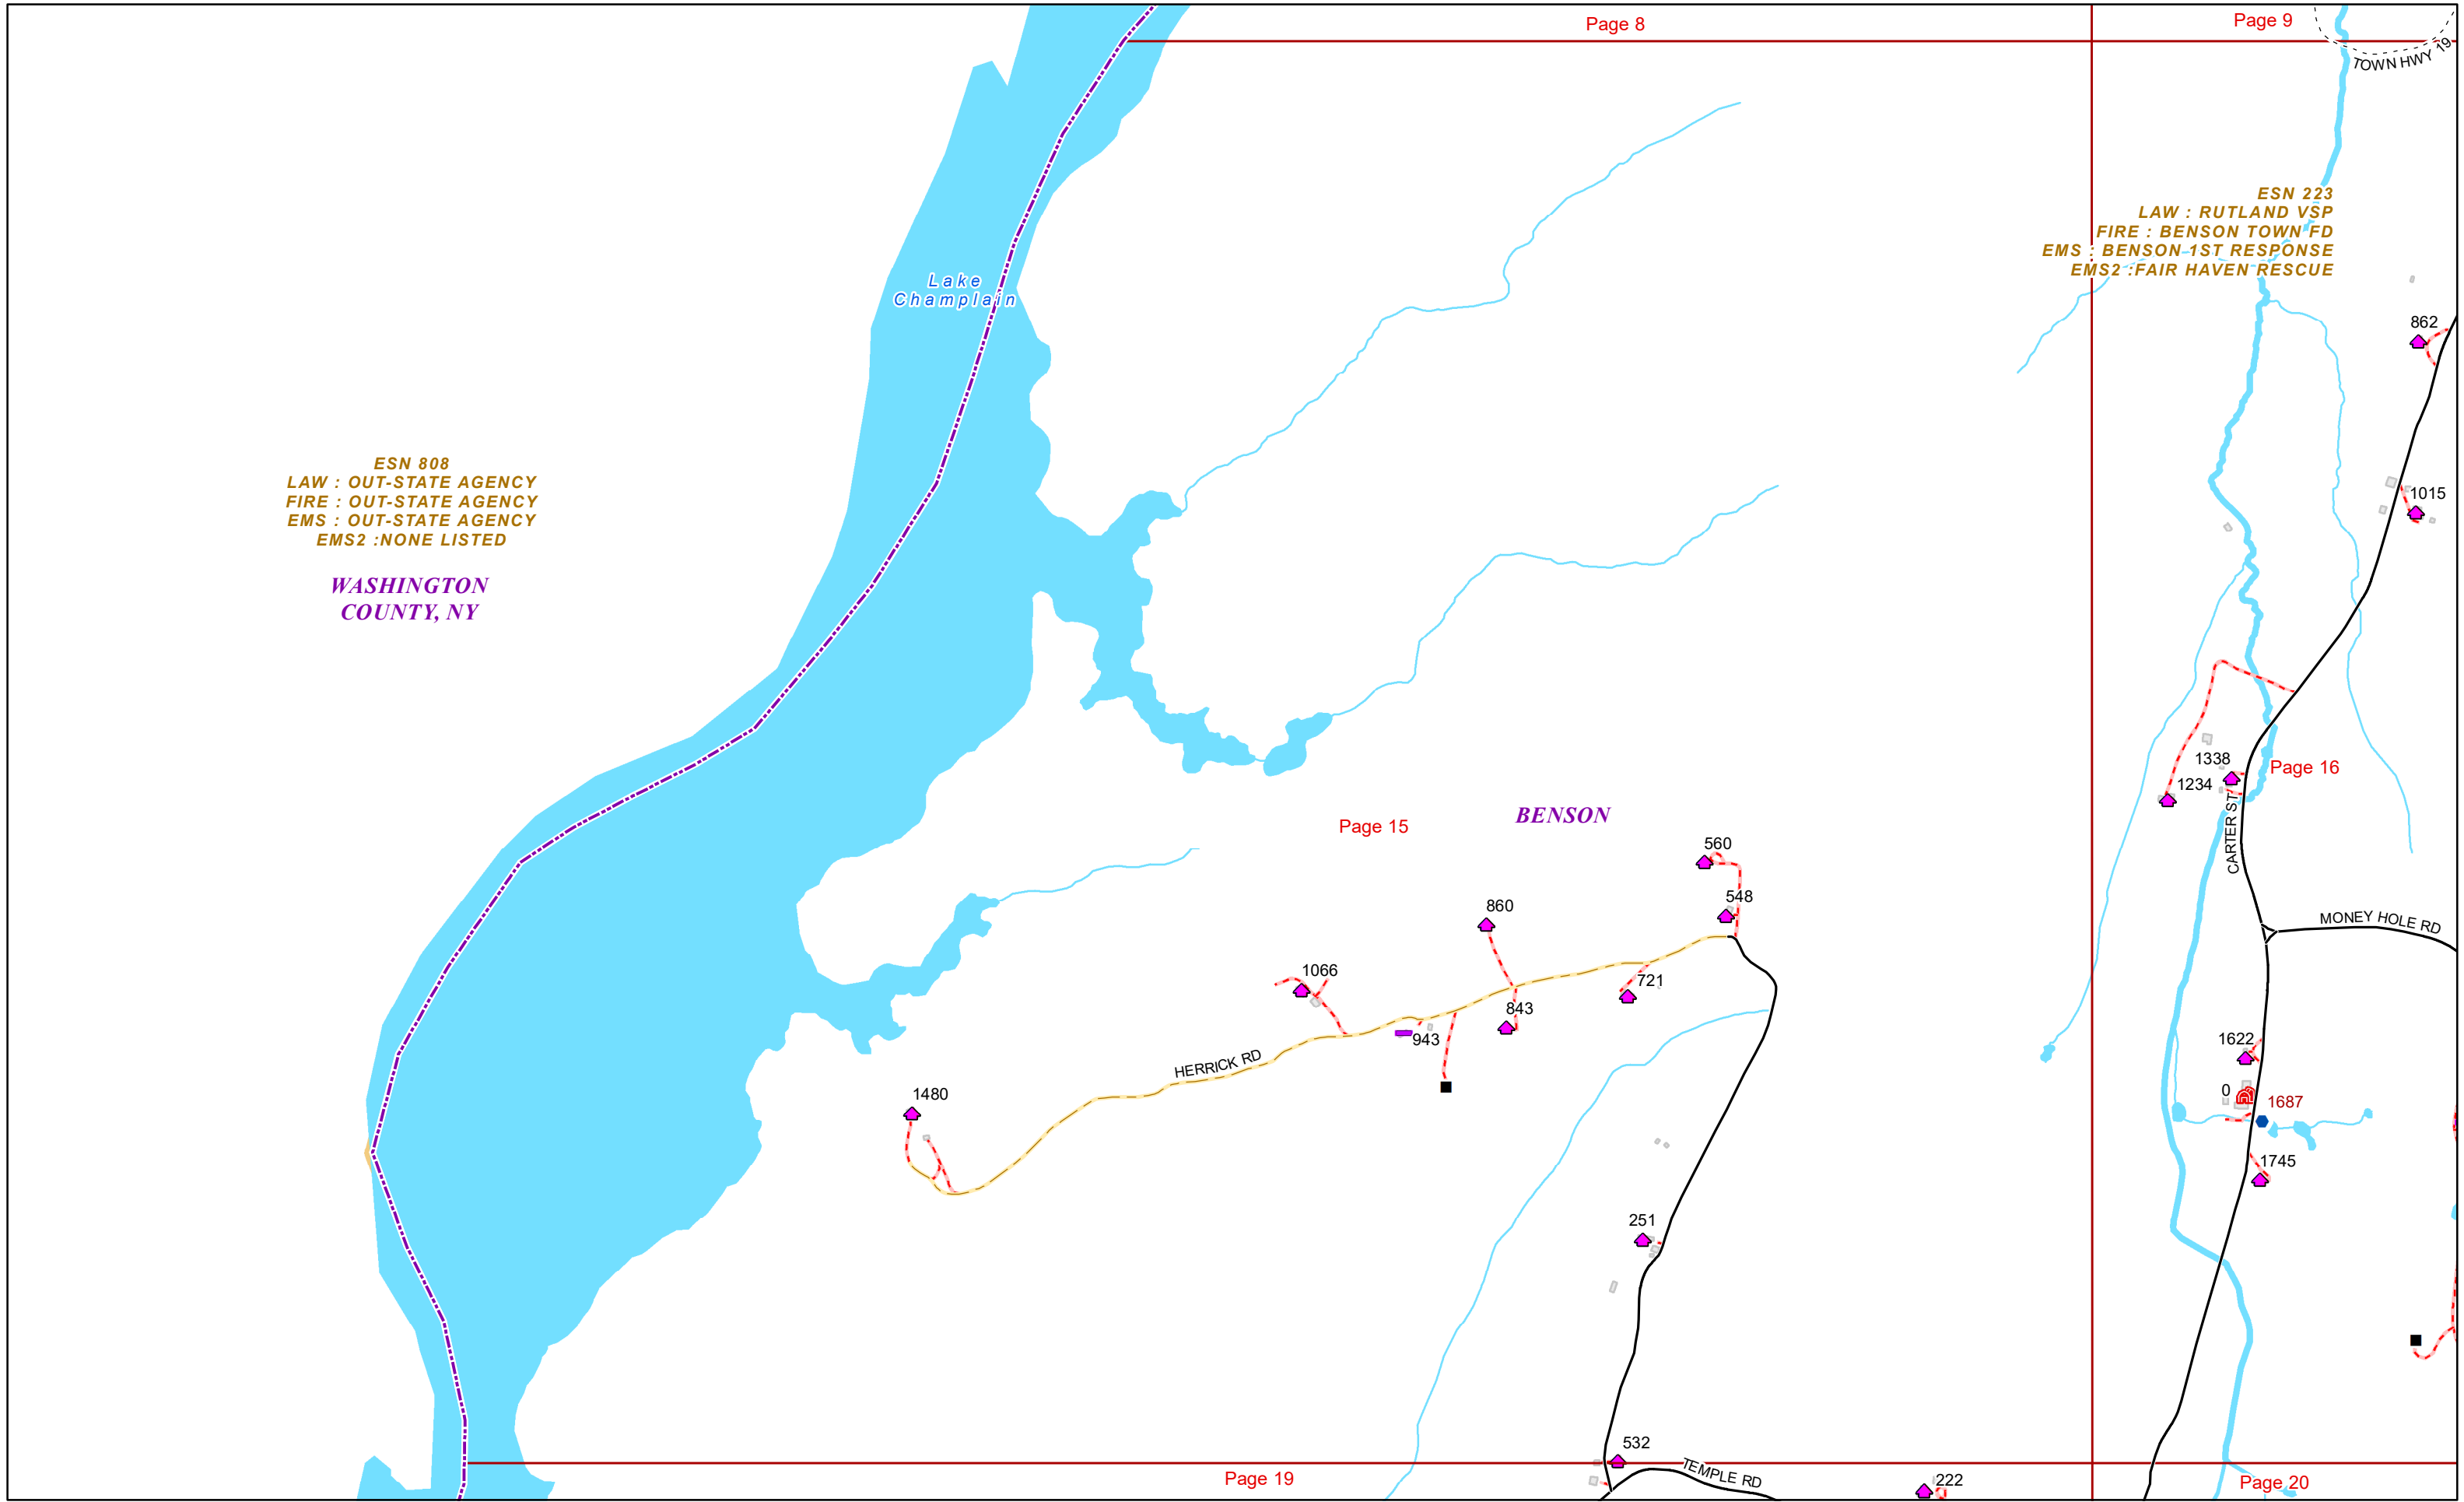 Page 8
Page 9
TOWN HWY 19
ESN 223
LAW : RUTLAND VSP
FIRE : BENSON TOWN FD
EMS : BENSON 1ST RESPONSE
EMS2 :FAIR HAVEN RESCUE
Lake
Champlain
862
ESN 808
LAW : OUT-STATE AGENCY
FIRE : OUT-STATE AGENCY
EMS : OUT-STATE AGENCY
EMS2 :NONE LISTED
1015
WASHINGTON
COUNTY, NY
1338
Page 16
1234
CARTER ST
BENSON
Page 15
560
548
860
MONEY HOLE RD
1066
721
843
943
1622
HERRICK RD
1480
0
1687
1745
251
532
TEMPLE RD
Page 19
222
Page 20